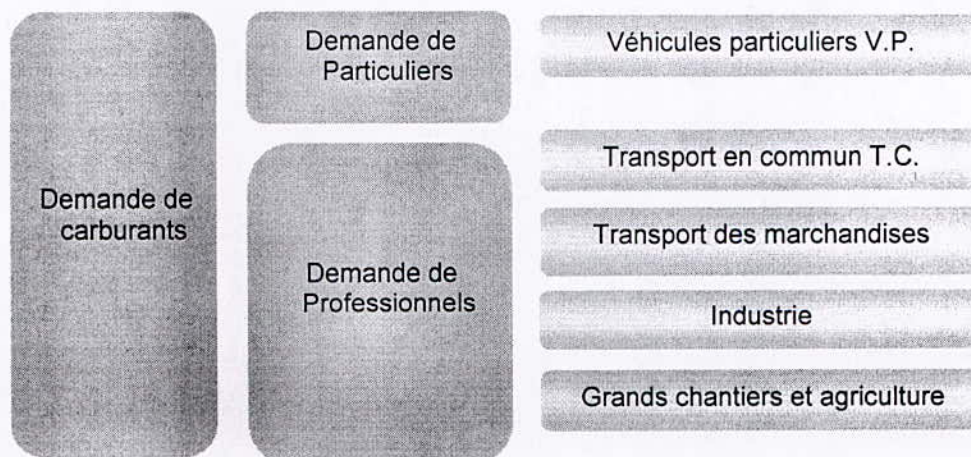 Demande de
carburants
Demande de
Particuliers
Véhicules particuliers V.P.
Demande de
Professionnels
Transport en commun T.C.
Transport des marchandises
Industrie
Grands chantiers et agriculture